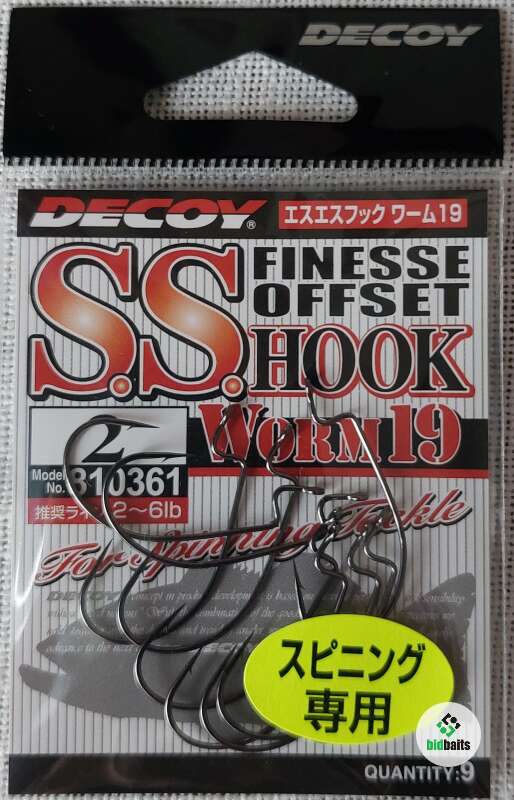 DECOY
DECOY®
エスエスフック ワーム19
S.S.
FINESSE
OFFSET
HOOK
WORM19
2
Model
No.
810361
推奨ライン 2～6lb
For Spinning Tackle
DECOY
スピニング
専用
bidbaits
QUANTITY:9